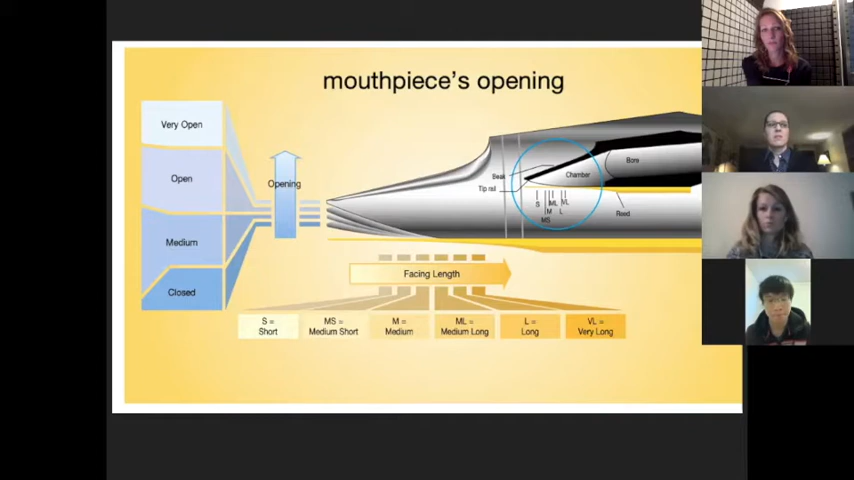 mouthpiece's opening
Very Open
Open
Medium
Closed
Opening
Beak
Tip rail
Chamber
Bore
S
MS
M
ML
L
VL
Reed
Facing Length
S =
Short
MS =
Medium Short
M =
Medium
ML =
Medium Long
L =
Long
VL =
Very Long